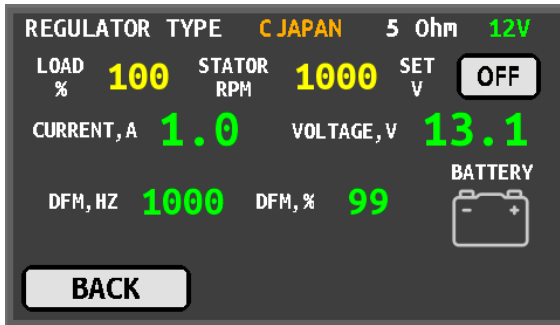 REGULATOR TYPE C JAPAN 5 Ohm 12V
LOAD % 100 STATOR RPM 1000 SET V OFF
CURRENT,A 1.0 VOLTAGE,V 13.1
BATTERY
DFM,HZ 1000 DFM,% 99 - +
BACK